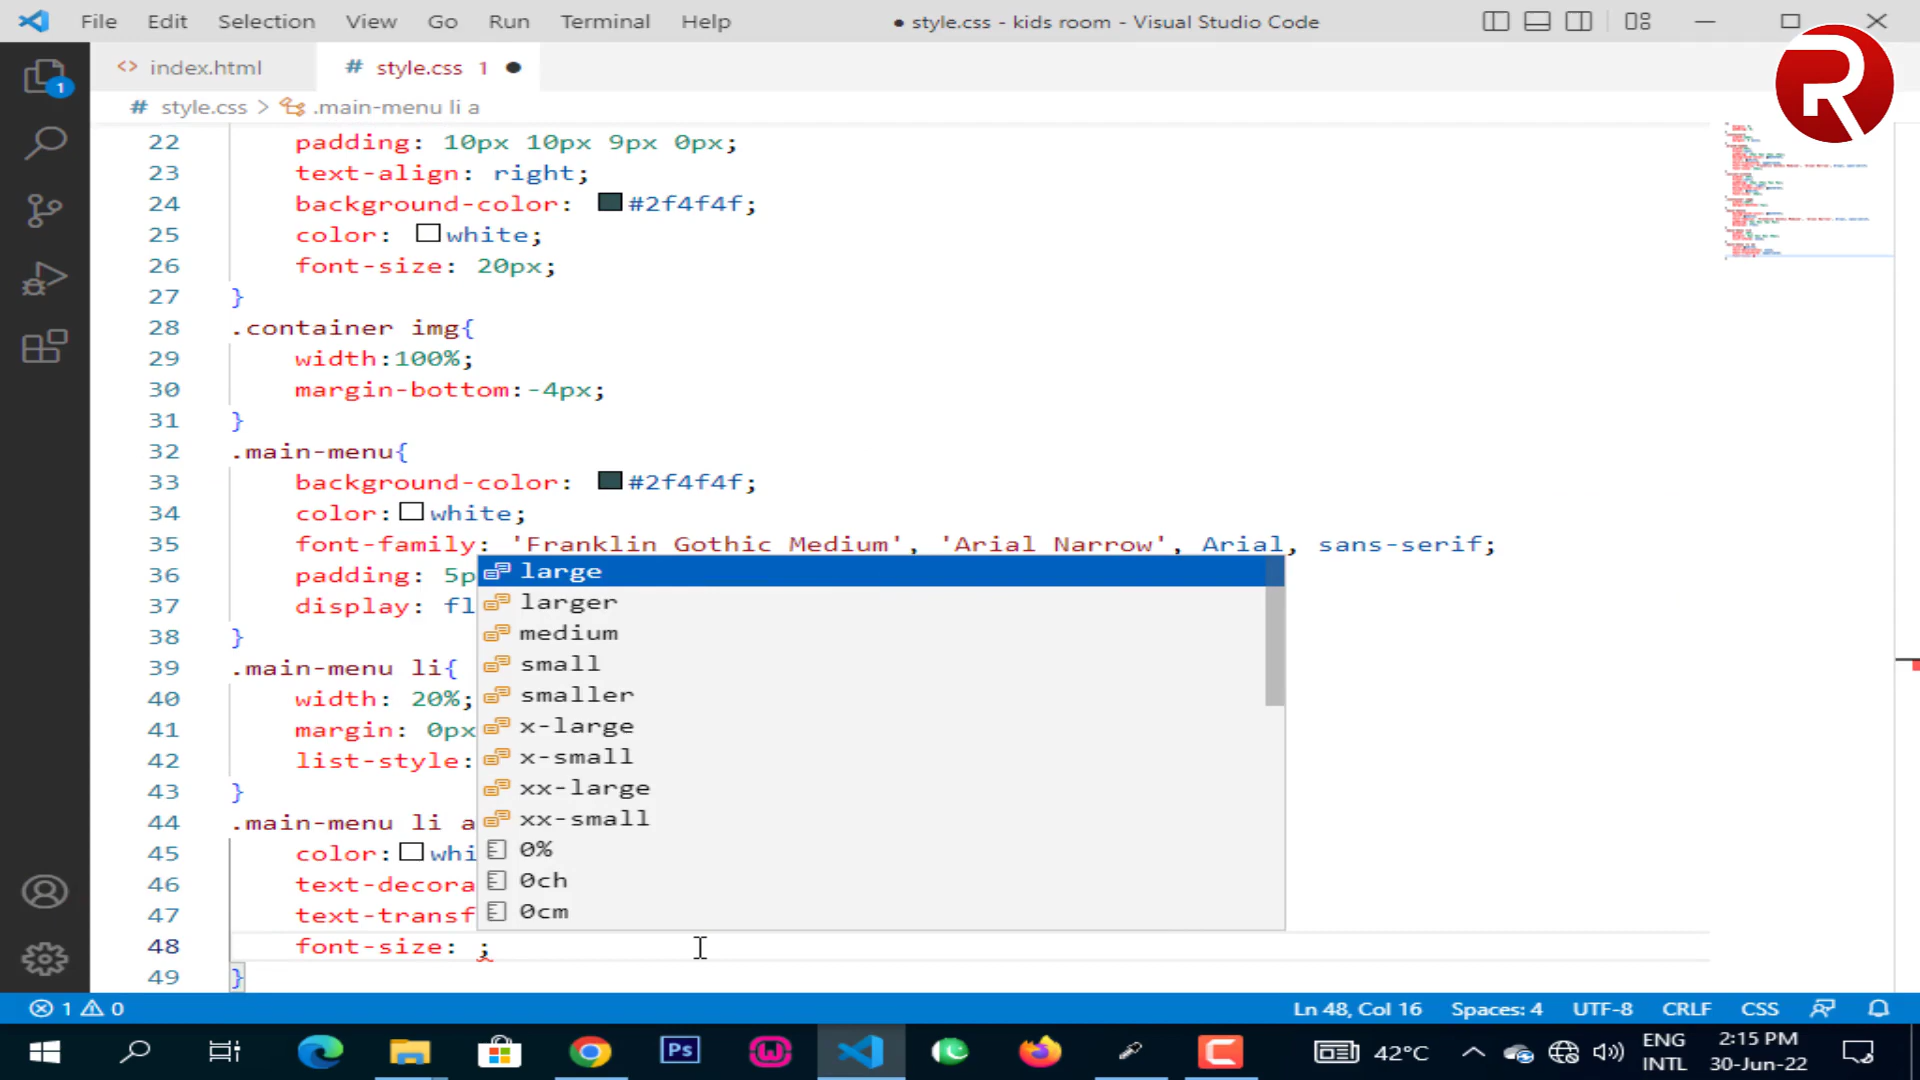 File Edit Selection View Go Run Terminal Help ● style.css - kids room - Visual Studio Code
R
<> index.html # style.css 1 ●
# style.css > .main-menu li a
1
22 padding: 10px 10px 9px 0px;
23 text-align: right;
24 background-color: #2f4f4f;
25 color: white;
26 font-size: 20px;
27 }
28 .container img{
29 width:100%;
30 margin-bottom:-4px;
31 }
32 .main-menu{
33 background-color: #2f4f4f;
34 color: white;
35 font-family: 'Franklin Gothic Medium', 'Arial Narrow', Arial, sans-serif;
36 padding: 5p
37 display: fl
38 }
39 .main-menu li{
40 width: 20%;
41 margin: 0px
42 list-style:
43 }
44 .main-menu li a
45 color: whi
46 text-decora
47 text-transf
48 font-size: ;
49 }
large
larger
medium
small
smaller
x-large
x-small
xx-large
xx-small
0%
0ch
0cm
1 0 Ln 48, Col 16 Spaces: 4 UTF-8 CRLF CSS
Ps 42°C ENG INTL 2:15 PM 30-Jun-22